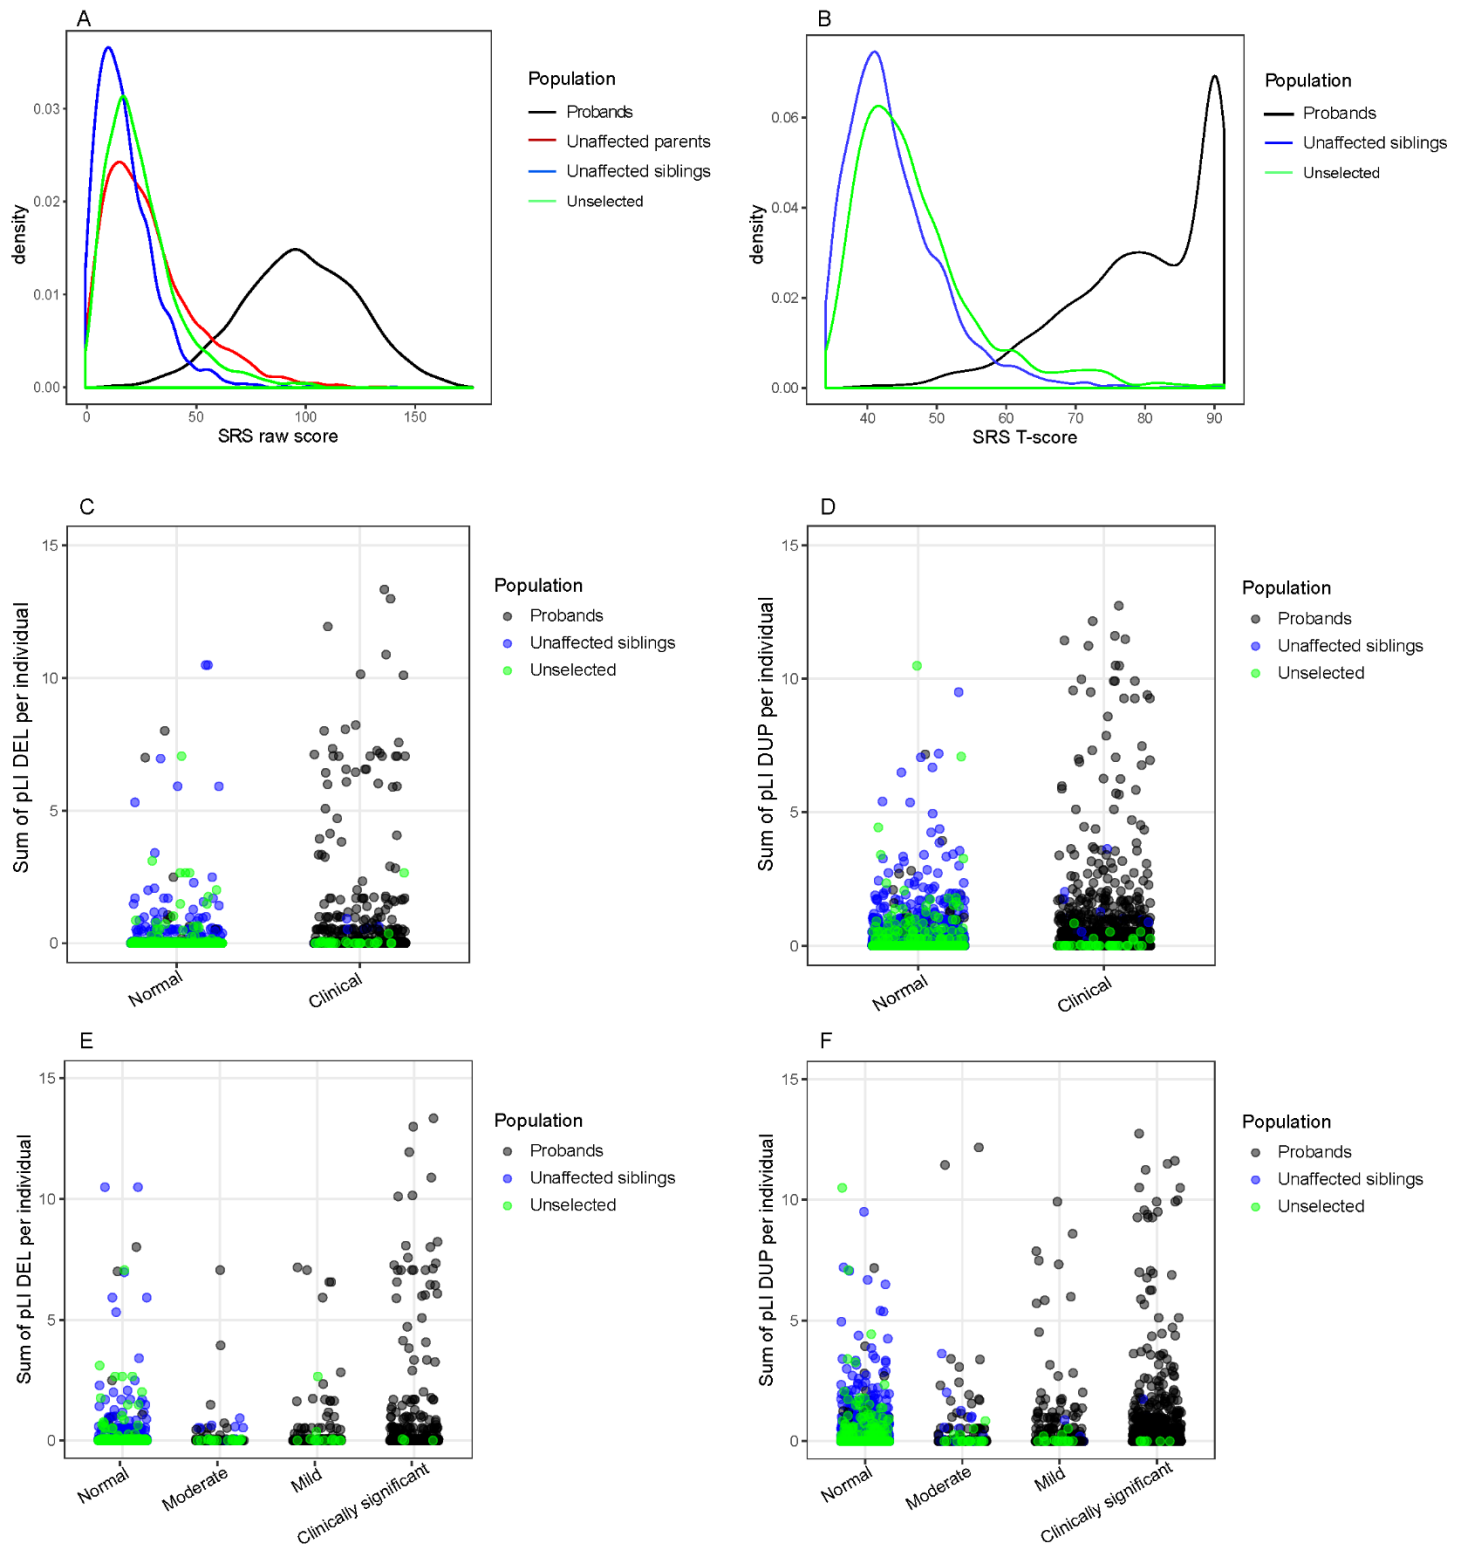 A
density
0.03
0.02
0.01
0.00
0
50
100
150
SRS raw score
Population
Probands
Unaffected parents
Unaffected siblings
Unselected
B
density
0.06
0.04
0.02
0.00
40
50
60
70
80
90
SRS T-score
Population
Probands
Unaffected siblings
Unselected
C
Sum of pLI DEL per individual
15
10
5
0
Normal
Clinical
Population
Probands
Unaffected siblings
Unselected
D
Sum of pLI DUP per individual
15
10
5
0
Normal
Clinical
Population
Probands
Unaffected siblings
Unselected
E
Sum of pLI DEL per individual
15
10
5
0
Normal
Moderate
Mild
Clinically significant
Population
Probands
Unaffected siblings
Unselected
F
Sum of pLI DUP per individual
15
10
5
0
Normal
Moderate
Mild
Clinically significant
Population
Probands
Unaffected siblings
Unselected